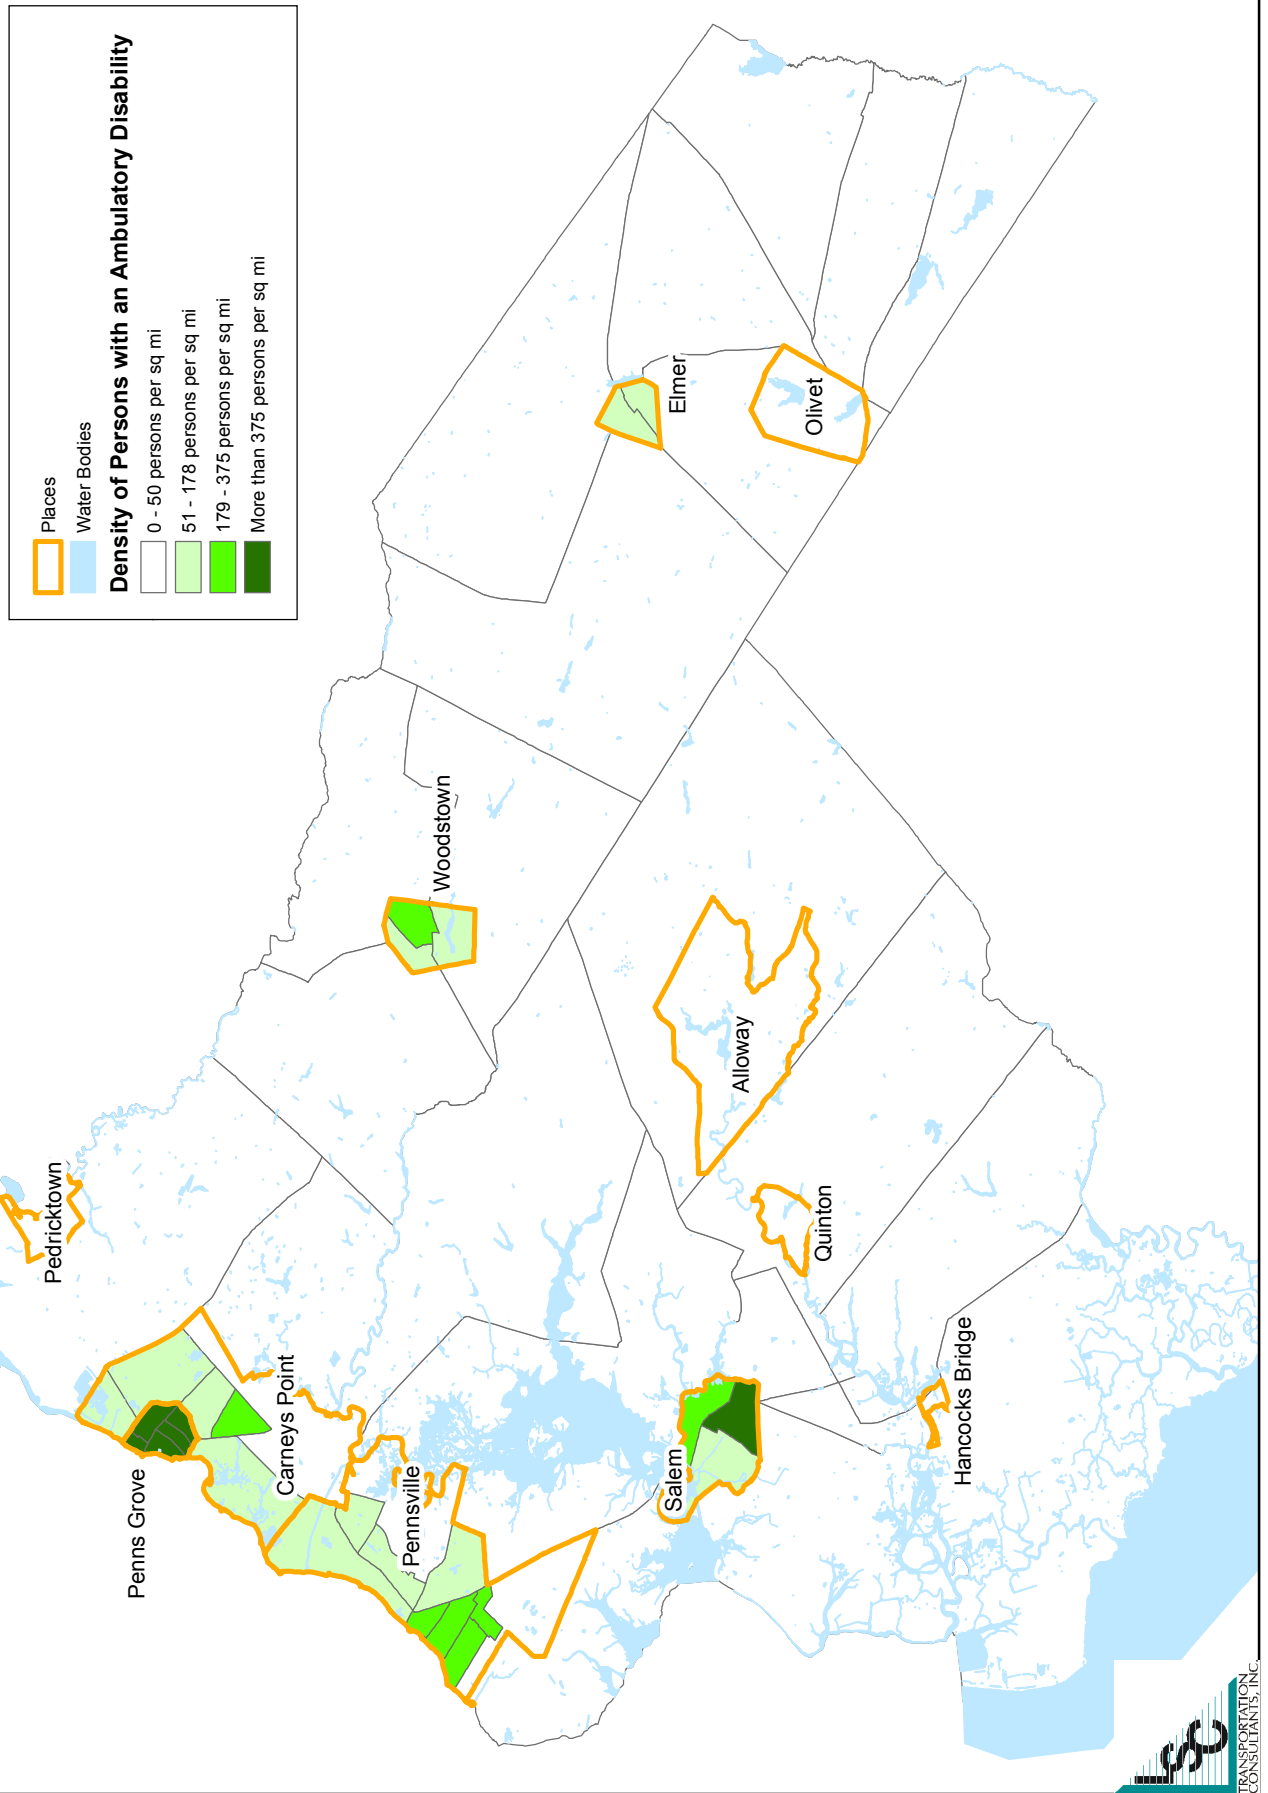 Places
Water Bodies
Density of Persons with an Ambulatory Disability
0 - 50 persons per sq mi
51 - 178 persons per sq mi
179 - 375 persons per sq mi
More than 375 persons per sq mi
Pedricktown
Penns Grove
Carneys Point
Pennsville
Woodstown
Elmer
Olivet
Alloway
Quinton
Salem
Hancocks Bridge
LSC
TRANSPORTATION
CONSULTANTS, INC.